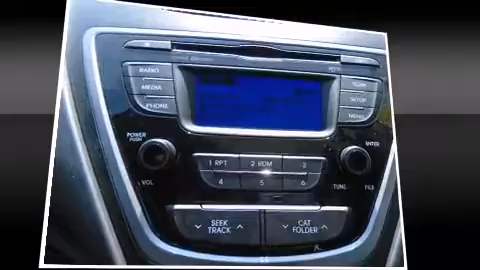 RADIO
MEDIA
PHONE
SCAN
SETUP
MENU
POWER
PUSH
VOL
1 RPT
2 RDM
3
4
5
6
ENTER
TUNE
FILE
SEEK
TRACK
CAT
FOLDER